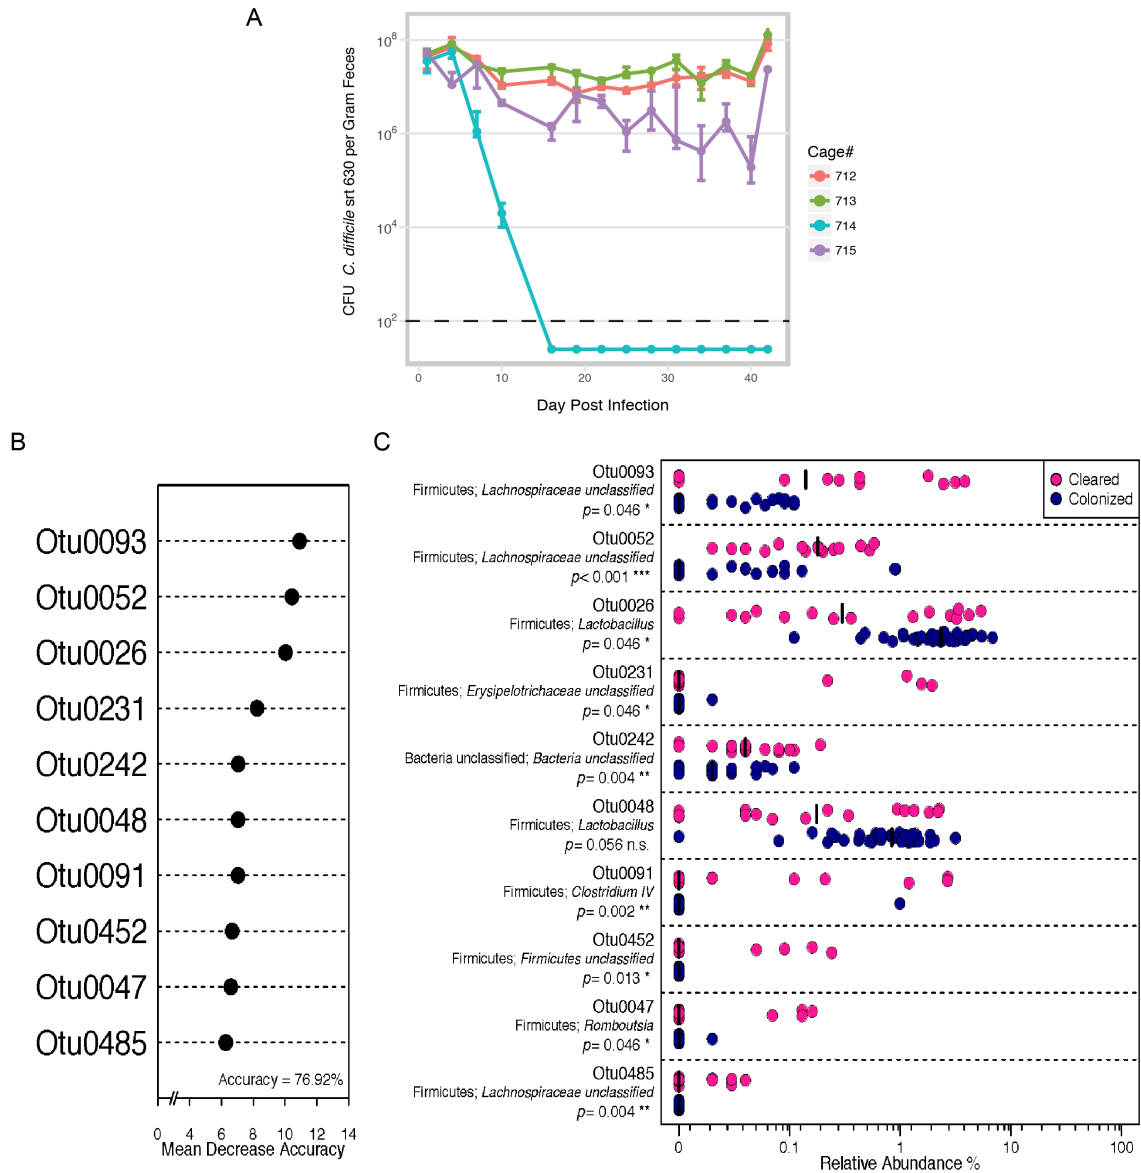 A
CFU C. difficile srt 630 per Gram Feces
10^8
10^6
10^4
10^2
0
10
20
30
40
Day Post Infection
Cage#
712
713
714
715
B
Otu0093
Otu0052
Otu0026
Otu0231
Otu0242
Otu0048
Otu0091
Otu0452
Otu0047
Otu0485
Accuracy = 76.92%
0 4 6 8 10 12 14
Mean Decrease Accuracy
C
Cleared
Colonized
Otu0093
Firmicutes; Lachnospiraceae unclassified
p= 0.046 *
Otu0052
Firmicutes; Lachnospiraceae unclassified
p< 0.001 ***
Otu0026
Firmicutes; Lactobacillus
p= 0.046 *
Otu0231
Firmicutes; Erysipelotrichaceae unclassified
p= 0.046 *
Otu0242
Bacteria unclassified; Bacteria unclassified
p= 0.004 **
Otu0048
Firmicutes; Lactobacillus
p= 0.056 n.s.
Otu0091
Firmicutes; Clostridium IV
p= 0.002 **
Otu0452
Firmicutes; Firmicutes unclassified
p= 0.013 *
Otu0047
Firmicutes; Romboutsia
p= 0.046 *
Otu0485
Firmicutes; Lachnospiraceae unclassified
p= 0.004 **
0 0.1 1 10 100
Relative Abundance %